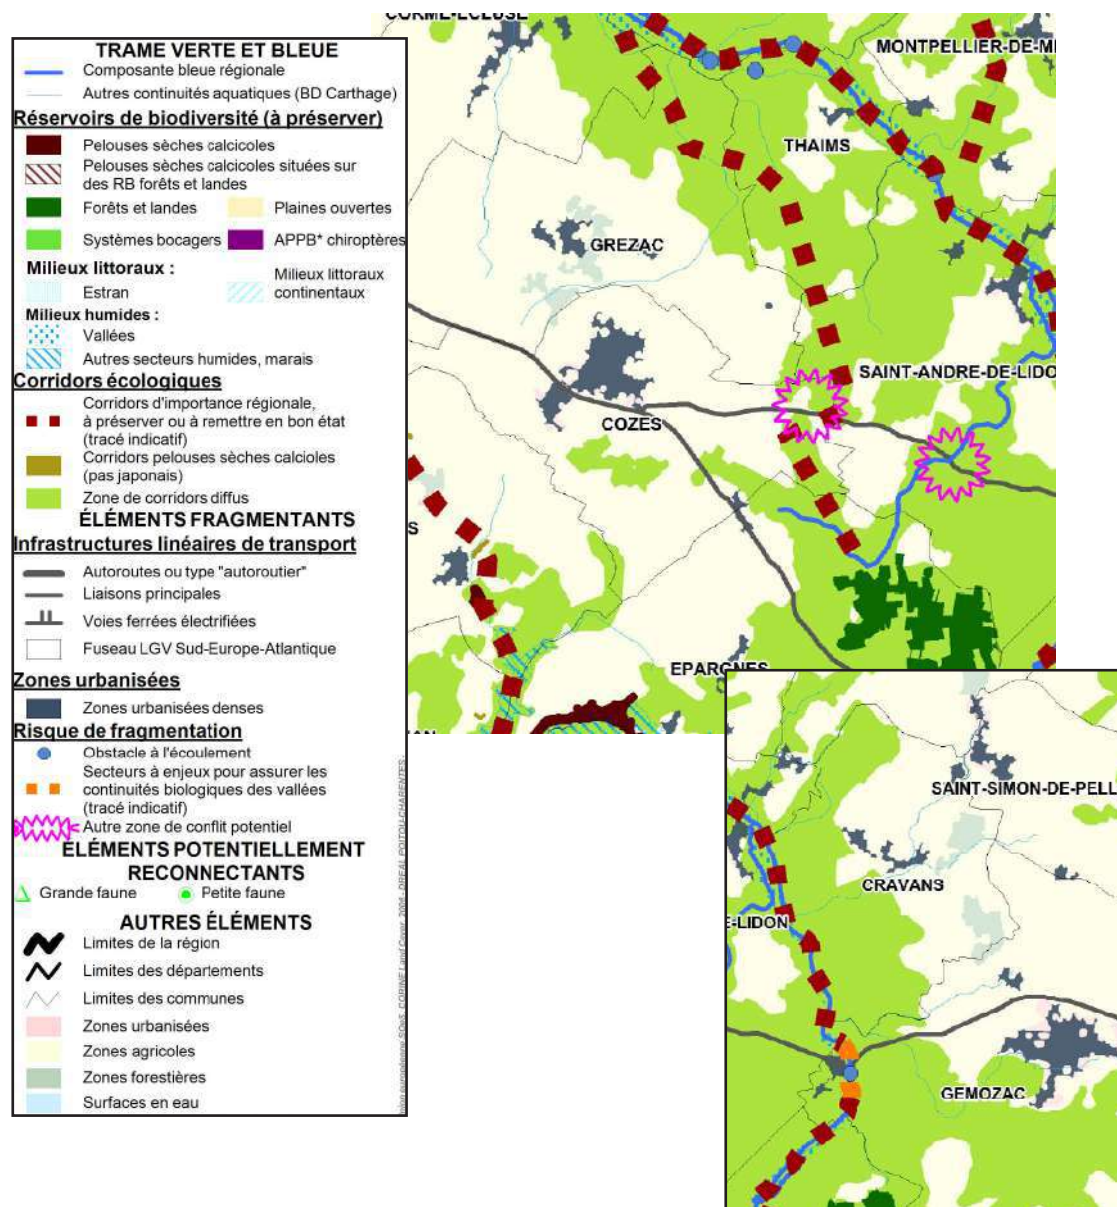 TRAME VERTE ET BLEUE
Composante bleue régionale
Autres continuités aquatiques (BD Carthage)
Réservoirs de biodiversité (à préserver)
Pelouses sèches calcicoles
Pelouses sèches calcicoles situées sur
des RB forêts et landes
Forêts et landes
Plaines ouvertes
Systèmes bocagers
APPB* chiroptères
Milieux littoraux :
Estran
Milieux littoraux
continentaux
Milieux humides :
Vallées
Autres secteurs humides, marais
Corridors écologiques
Corridors d'importance régionale,
à préserver ou à remettre en bon état
(tracé indicatif)
Corridors pelouses sèches calcioles
(pas japonais)
Zone de corridors diffus
ÉLÉMENTS FRAGMENTANTS
Infrastructures linéaires de transport
Autoroutes ou type "autoroutier"
Liaisons principales
Voies ferrées électrifiées
Fuseau LGV Sud-Europe-Atlantique
Zones urbanisées
Zones urbanisées denses
Risque de fragmentation
Obstacle à l'écoulement
Secteurs à enjeux pour assurer les
continuités biologiques des vallées
(tracé indicatif)
Autre zone de conflit potentiel
ÉLÉMENTS POTENTIELLEMENT
RECONNECTANTS
Grande faune
Petite faune
AUTRES ÉLÉMENTS
Limites de la région
Limites des départements
Limites des communes
Zones urbanisées
Zones agricoles
Zones forestières
Surfaces en eau
CORME-ECLUSE
MONTPELLIER-DE-ME
THAIMS
GREZAC
SAINT-ANDRE-DE-LIDO
COZES
S
EPARGNES
AN
SAINT-SIMON-DE-PELL
CRAVANS
E-LIDON
GEMOZAC